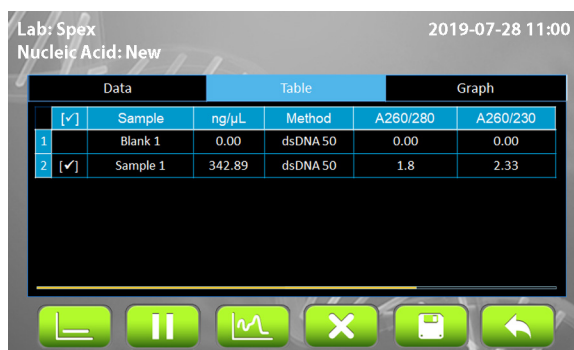 Lab: Spex 2019-07-28 11:00
Nucleic Acid: New
Data Table Graph
[✓] Sample ng/µL Method A260/280 A260/230
1 Blank 1 0.00 dsDNA 50 0.00 0.00
2 [✓] Sample 1 342.89 dsDNA 50 1.8 2.33